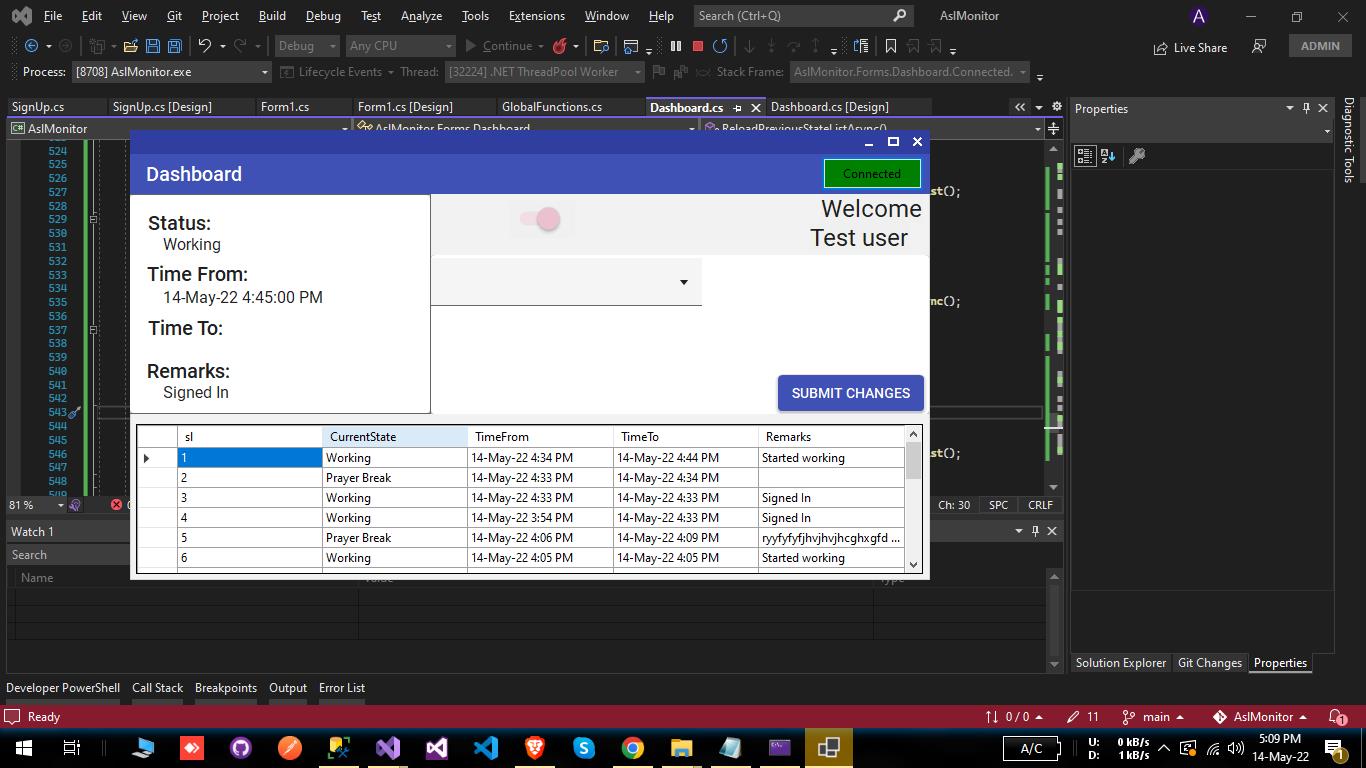 File Edit View Git Project Build Debug Test Analyze Tools Extensions Window Help Search (Ctrl+Q) AslMonitor A
Debug Any CPU Continue Live Share ADMIN
Process: [8708] AslMonitor.exe Lifecycle Events Thread: [32224] .NET ThreadPool Worker Stack Frame: AslMonitor.Forms.Dashboard.Connected.
SignUp.cs SignUp.cs [Design] Form1.cs Form1.cs [Design] GlobalFunctions.cs Dashboard.cs Dashboard.cs [Design] Properties
C# AslMonitor AslMonitor.Forms.Dashboard ReloadPreviousStateListAsync()
Diagnostic Tools
524
525
526
527 st();
528
529
530
531
532
533
534
535 nc();
536
537
538
539
540
541
542
543
544
545
546 st();
547
548
549
Dashboard Connected
Status:
Working
Time From:
14-May-22 4:45:00 PM
Time To:
Remarks:
Signed In
Welcome
Test user
SUBMIT CHANGES
sl CurrentState TimeFrom TimeTo Remarks
1 Working 14-May-22 4:34 PM 14-May-22 4:44 PM Started working
2 Prayer Break 14-May-22 4:33 PM 14-May-22 4:34 PM
3 Working 14-May-22 4:33 PM 14-May-22 4:33 PM Signed In
4 Working 14-May-22 3:54 PM 14-May-22 4:33 PM Signed In
5 Prayer Break 14-May-22 4:06 PM 14-May-22 4:09 PM ryyfyfyfjhvjhvjhcghxgfd ...
6 Working 14-May-22 4:05 PM 14-May-22 4:05 PM Started working
81 % 0 Ch: 30 SPC CRLF
Watch 1
Search
Name Value Type
Solution Explorer Git Changes Properties
Developer PowerShell Call Stack Breakpoints Output Error List
Ready 0 / 0 11 main AslMonitor 1
A/C U: 0 kB/s 5:09 PM
D: 1 kB/s 14-May-22 1